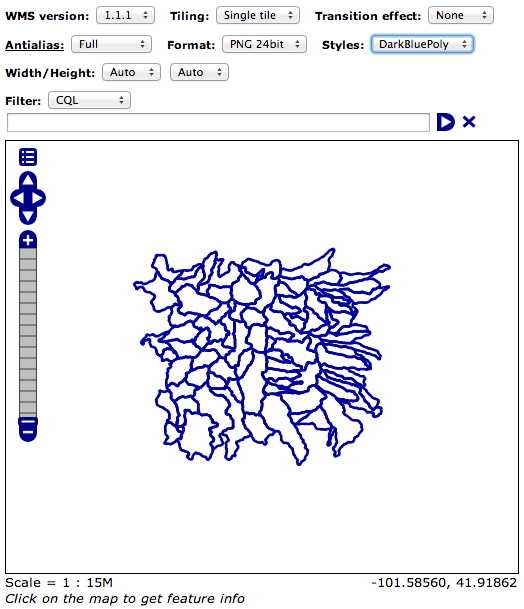 WMS version: 1.1.1 Tiling: Single tile Transition effect: None
Antialias: Full Format: PNG 24bit Styles: DarkBluePoly
Width/Height: Auto Auto
Filter: CQL
Scale = 1 : 15M -101.58560, 41.91862
Click on the map to get feature info